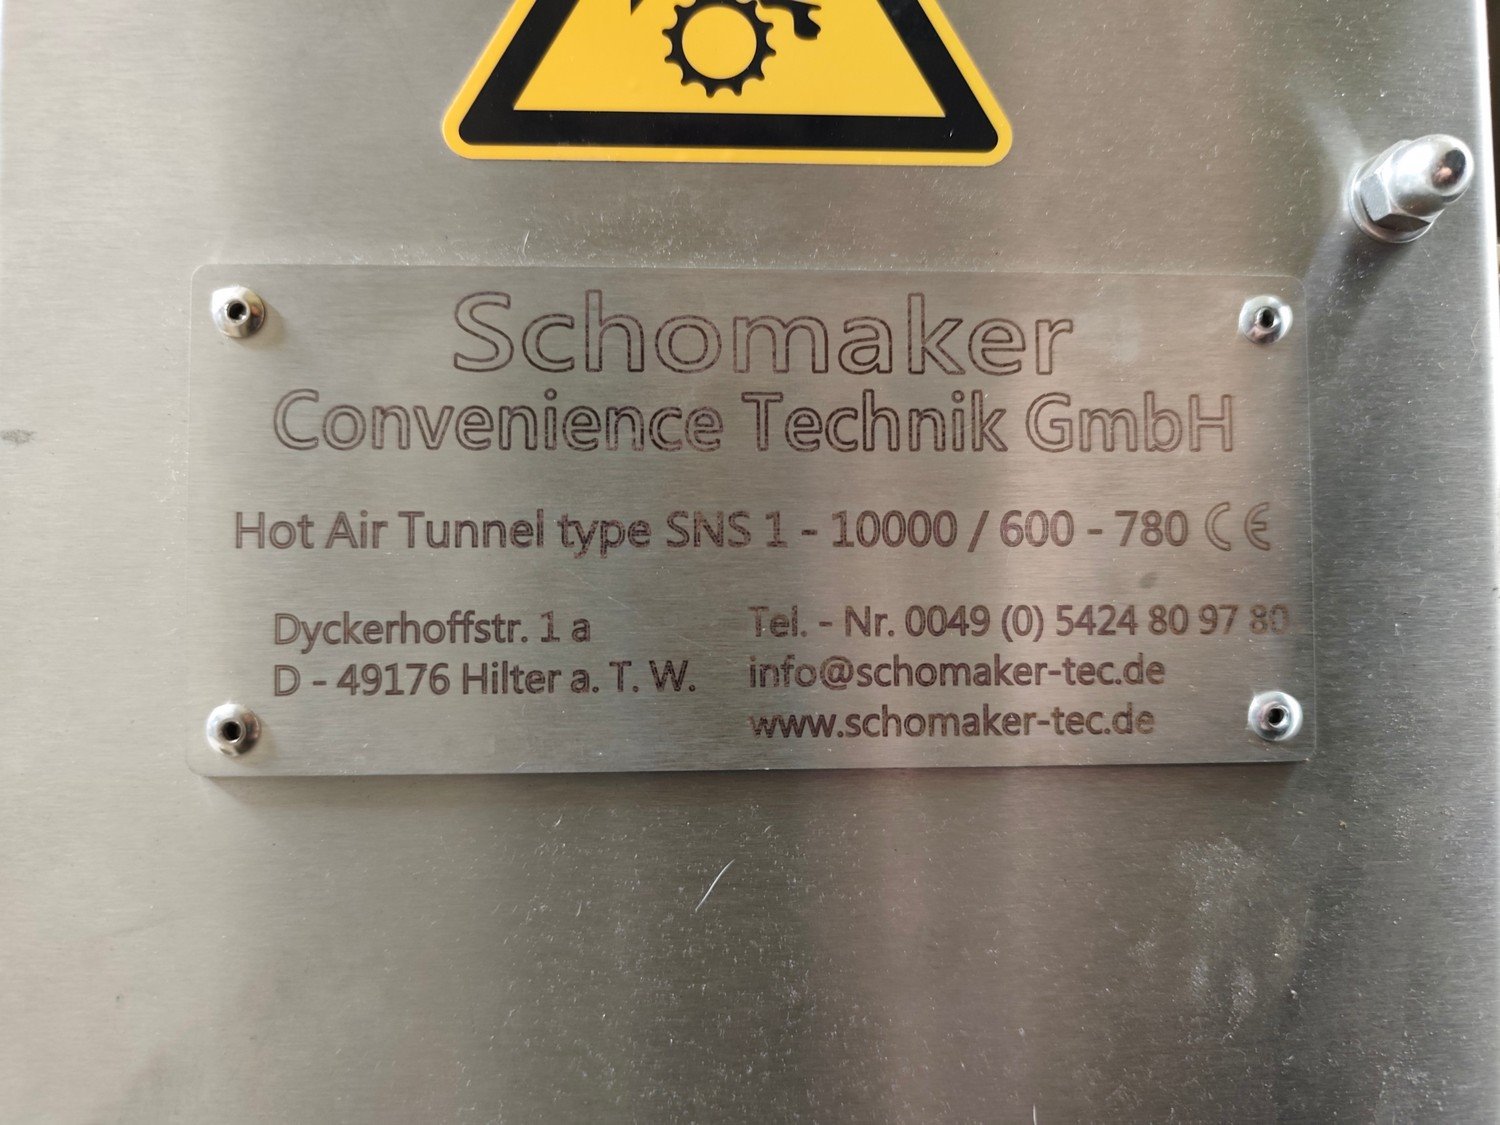 Schomaker
Convenience Technik GmbH
Hot Air Tunnel type SNS 1 - 10000 / 600 - 780 CE
Dyckerhoffstr. 1 a
D - 49176 Hilter a. T. W.
Tel. - Nr. 0049 (0) 5424 80 97 80
info@schomaker-tec.de
www.schomaker-tec.de